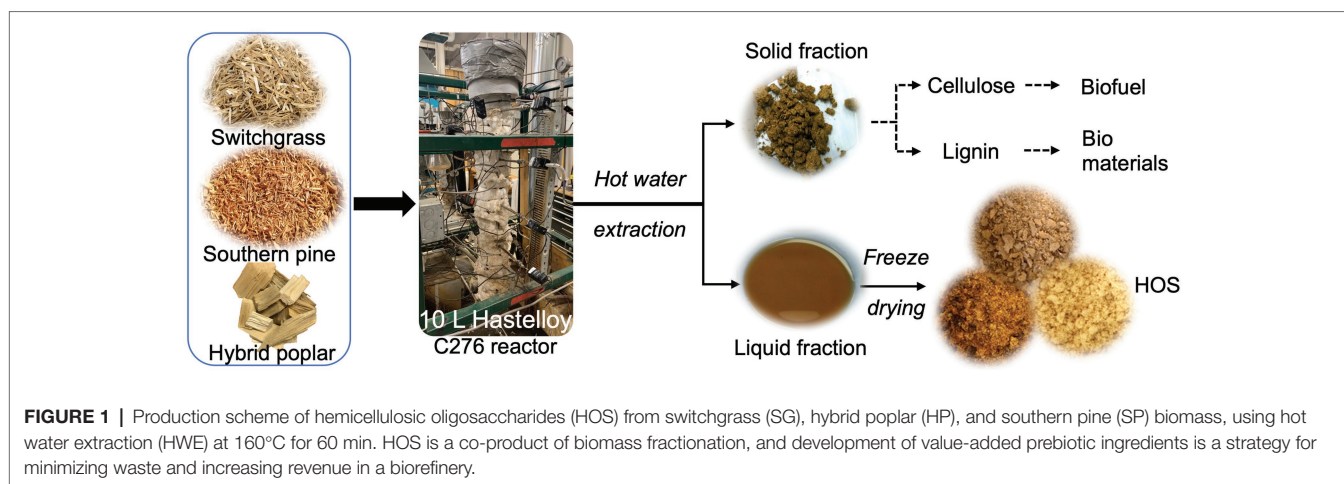 Switchgrass
Southern pine
Hybrid poplar
10 L Hastelloy
C276 reactor
Hot water
extraction
Solid fraction
Cellulose
Biofuel
Lignin
Bio
materials
Liquid fraction
Freeze
drying
HOS
FIGURE 1 | Production scheme of hemicellulosic oligosaccharides (HOS) from switchgrass (SG), hybrid poplar (HP), and southern pine (SP) biomass, using hot
water extraction (HWE) at 160°C for 60 min. HOS is a co-product of biomass fractionation, and development of value-added prebiotic ingredients is a strategy for
minimizing waste and increasing revenue in a biorefinery.